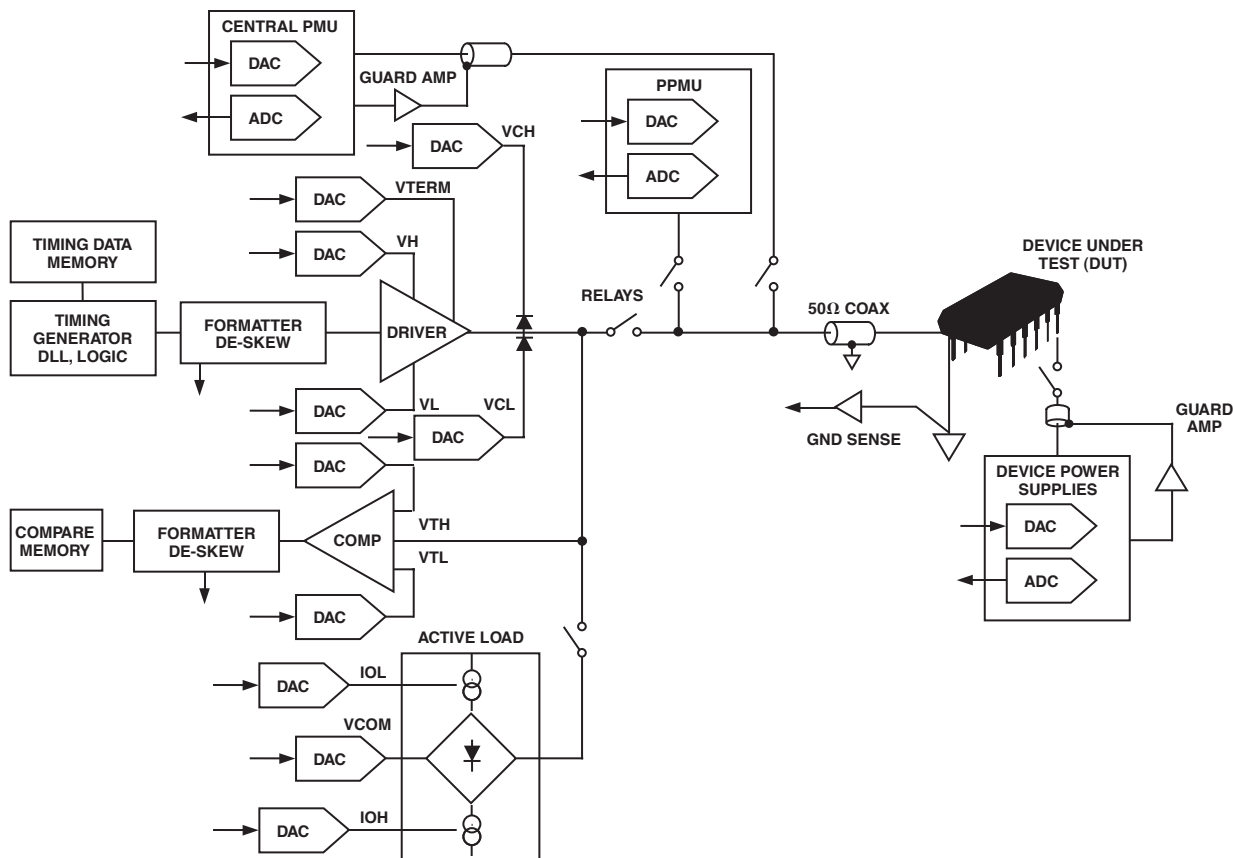 CENTRAL PMU
DAC
ADC
GUARD AMP
VCH
DAC
PPMU
DAC
ADC
DAC
VTERM
DAC
VH
TIMING DATA
MEMORY
TIMING
GENERATOR
DLL, LOGIC
FORMATTER
DE-SKEW
DRIVER
RELAYS
50Ω COAX
DEVICE UNDER
TEST (DUT)
DAC
VL
VCL
DAC
DAC
GND SENSE
GUARD
AMP
DEVICE POWER
SUPPLIES
DAC
ADC
COMPARE
MEMORY
FORMATTER
DE-SKEW
COMP
VTH
VTL
DAC
ACTIVE LOAD
DAC
IOL
VCOM
DAC
DAC
IOH